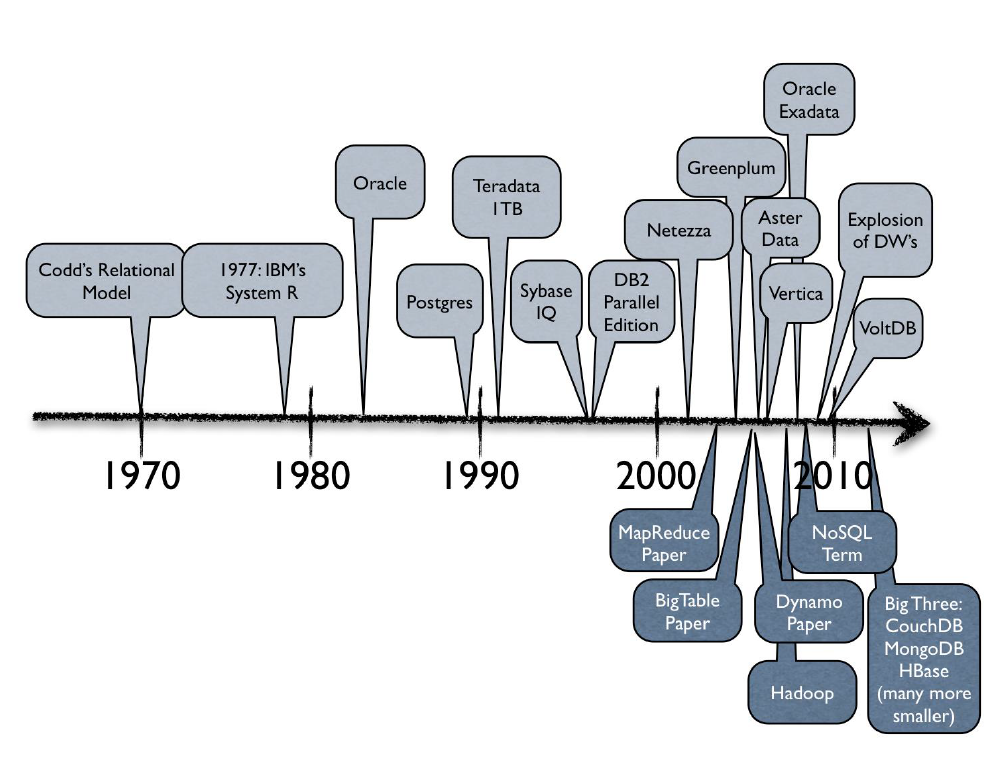 Oracle
Exadata
Greenplum
Oracle
Teradata
1TB
Netezza
Aster
Data
Explosion
of DW's
Codd's Relational
Model
1977: IBM's
System R
Postgres
Sybase
IQ
DB2
Parallel
Edition
Vertica
VoltDB
1970
1980
1990
2000
2010
MapReduce
Paper
NoSQL
Term
BigTable
Paper
Dynamo
Paper
Hadoop
Big Three:
CouchDB
MongoDB
HBase
(many more
smaller)